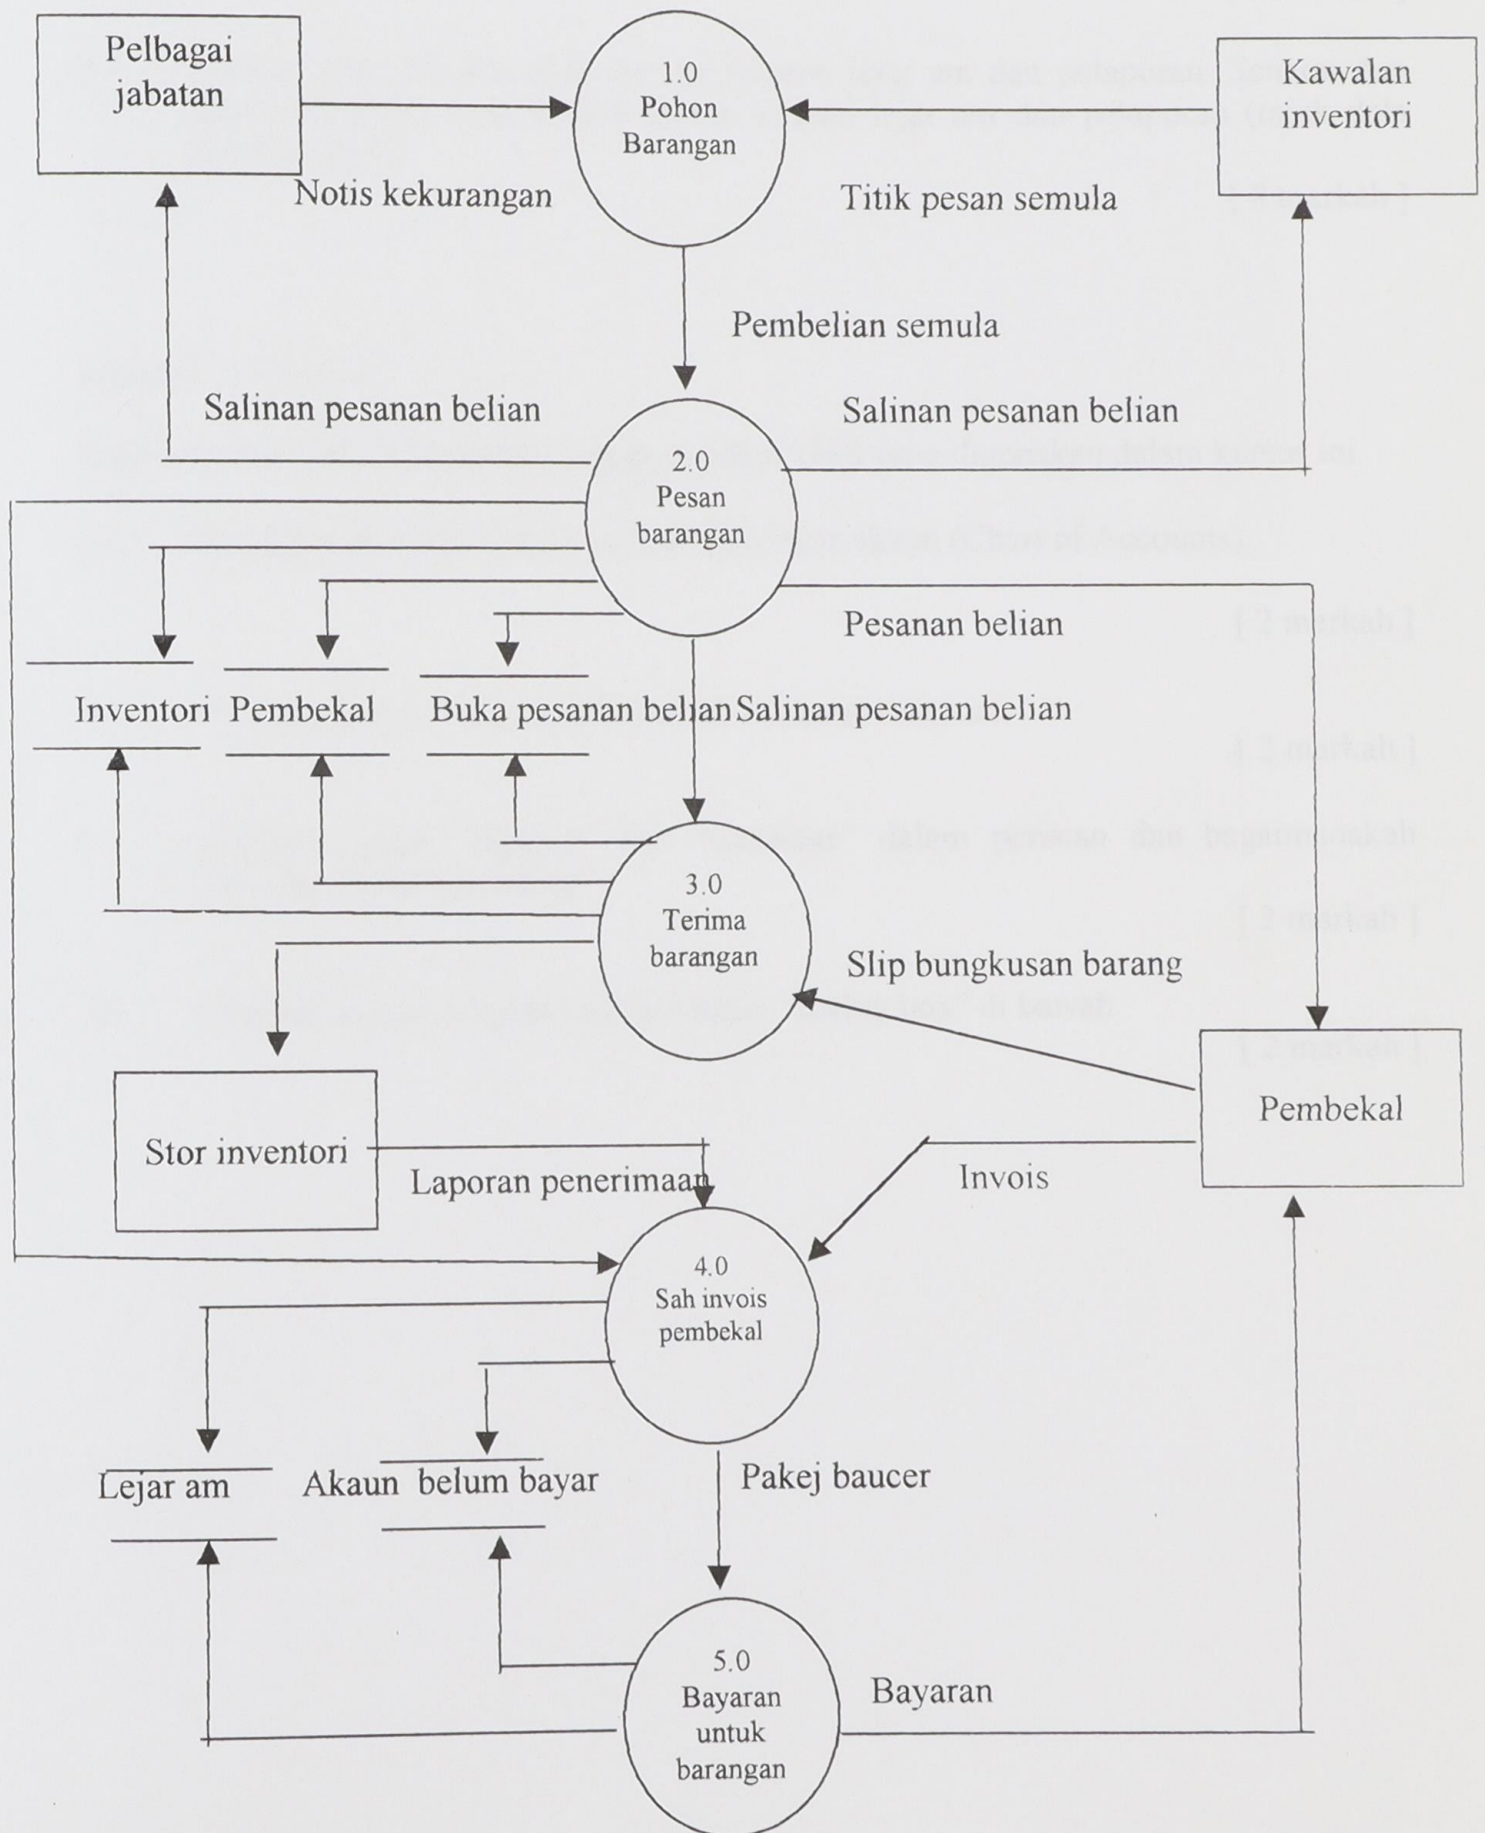 Pelbagai
jabatan
1.0
Pohon
Barangan
Kawalan
inventori
Notis kekurangan
Titik pesan semula
Pembelian semula
Salinan pesanan belian
Salinan pesanan belian
2.0
Pesan
barangan
Pesanan belian
Inventori
Pembekal
Buka pesanan belian
Salinan pesanan belian
3.0
Terima
barangan
Slip bungkusan barang
Pembekal
Stor inventori
Laporan penerimaan
Invois
4.0
Sah invois
pembekal
Lejar am
Akaun belum bayar
Pakej baucer
5.0
Bayaran
untuk
barangan
Bayaran